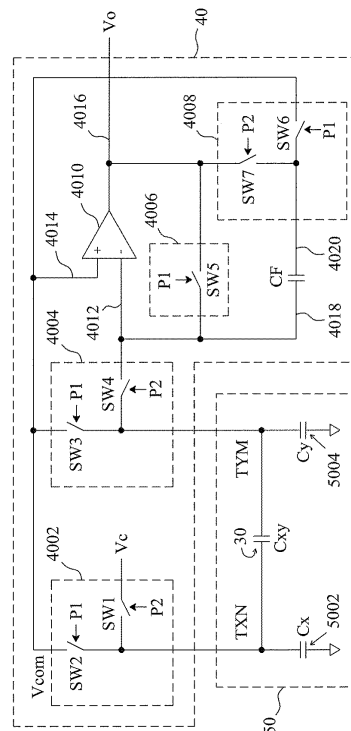 Vo
40
4016
4008
P2
SW7
SW6
P1
4010
4006
4014
+
-
P1
SW5
4020
CF
4018
4012
4004
P1
SW3
SW4
P2
4002
Vcom
P1
SW2
Vc
SW1
P2
TYM
Cy
5004
30
Cxy
TXN
Cx
5002
50